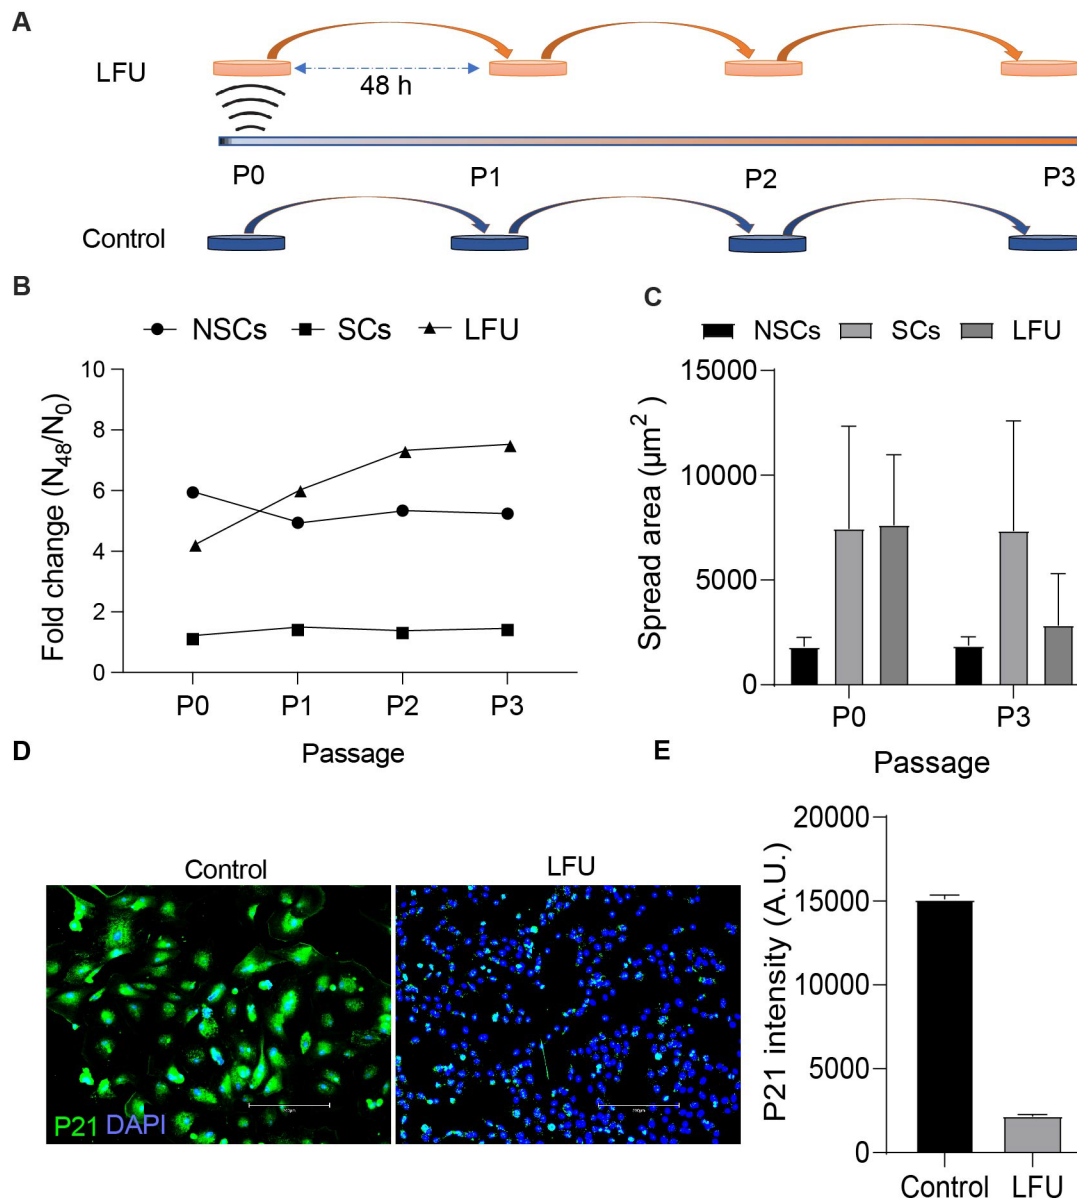 A
LFU
48 h
P0 P1 P2 P3
Control
B
NSCs SCs LFU
Fold change (N48/N0)
10
8
6
4
2
0
P0 P1 P2 P3
Passage
C
NSCs SCs LFU
Spread area (µm²)
15000
10000
5000
0
P0 P3
Passage
D
Control LFU
P21 DAPI
E
P21 intensity (A.U.)
20000
15000
10000
5000
0
Control LFU